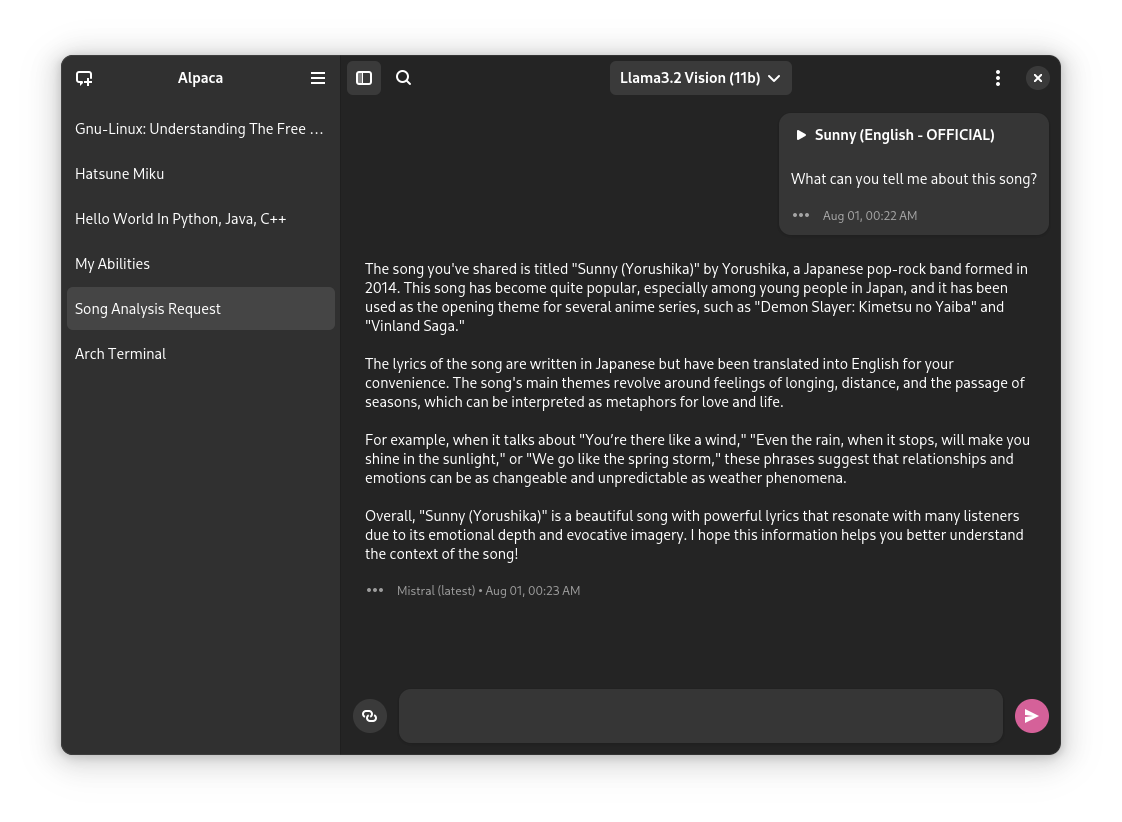 Alpaca
Gnu-Linux: Understanding The Free …
Hatsune Miku
Hello World In Python, Java, C++
My Abilities
Song Analysis Request
Arch Terminal
Llama3.2 Vision (11b)
Sunny (English - OFFICIAL)
What can you tell me about this song?
Aug 01, 00:22 AM
The song you've shared is titled "Sunny (Yorushika)" by Yorushika, a Japanese pop-rock band formed in
2014. This song has become quite popular, especially among young people in Japan, and it has been
used as the opening theme for several anime series, such as "Demon Slayer: Kimetsu no Yaiba" and
"Vinland Saga."
The lyrics of the song are written in Japanese but have been translated into English for your
convenience. The song's main themes revolve around feelings of longing, distance, and the passage of
seasons, which can be interpreted as metaphors for love and life.
For example, when it talks about "You’re there like a wind," "Even the rain, when it stops, will make you
shine in the sunlight," or "We go like the spring storm," these phrases suggest that relationships and
emotions can be as changeable and unpredictable as weather phenomena.
Overall, "Sunny (Yorushika)" is a beautiful song with powerful lyrics that resonate with many listeners
due to its emotional depth and evocative imagery. I hope this information helps you better understand
the context of the song!
Mistral (latest) • Aug 01, 00:23 AM